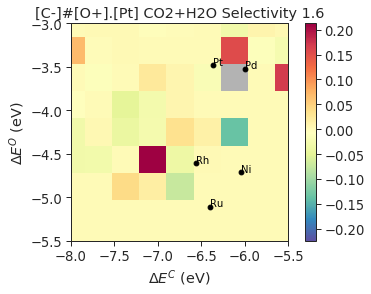 [C-]#[O+].[Pt] CO2+H2O Selectivity 1.6
−3.0
−3.5
−4.0
−4.5
−5.0
−5.5
ΔE^O (eV)
Pt
Pd
Rh
Ni
Ru
−8.0 −7.5 −7.0 −6.5 −6.0 −5.5
ΔE^C (eV)
0.20
0.15
0.10
0.05
0.00
−0.05
−0.10
−0.15
−0.20